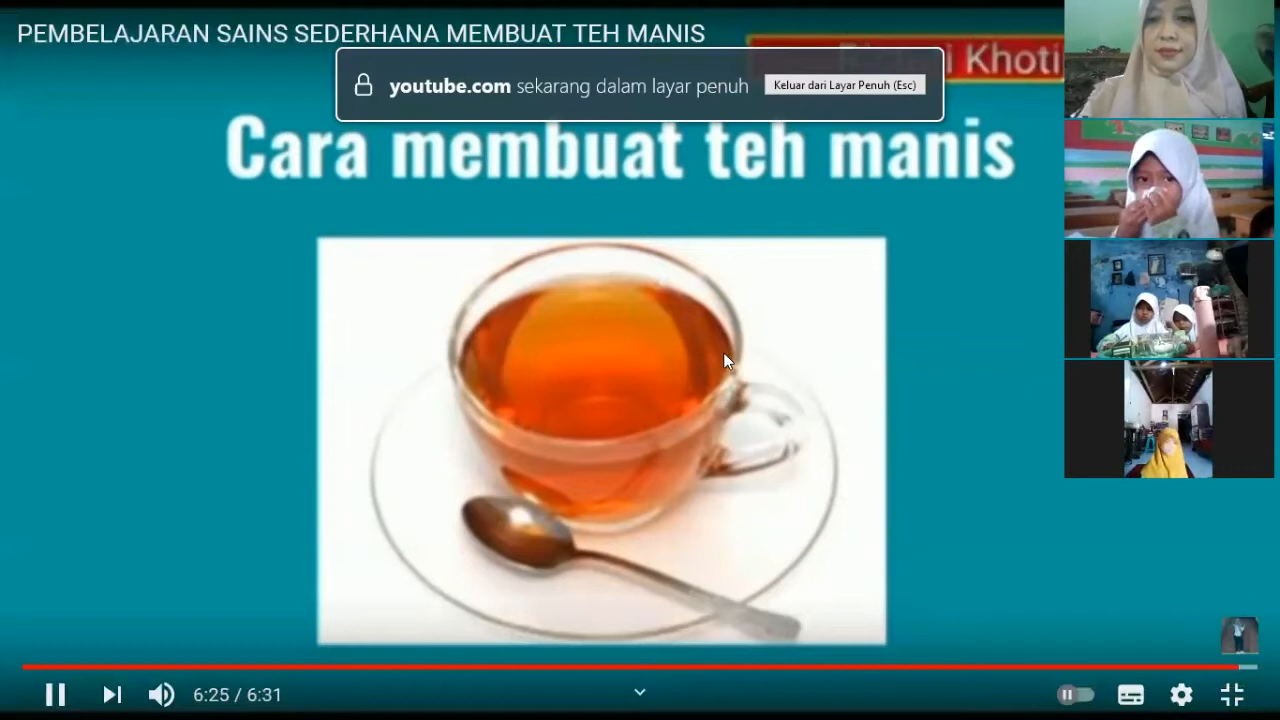 PEMBELAJARAN SAINS SEDERHANA MEMBUAT TEH MANIS
Khoti
youtube.com sekarang dalam layar penuh
Keluar dari Layar Penuh (Esc)
Cara membuat teh manis
6:25 / 6:31